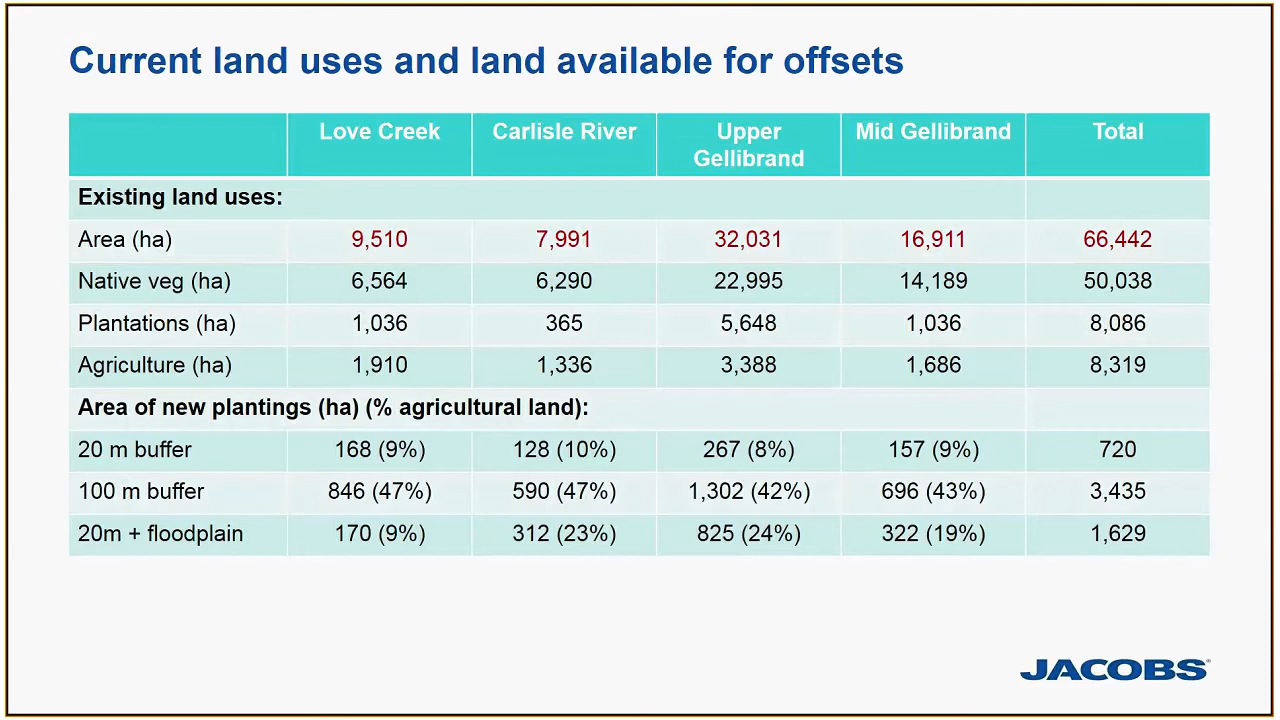 Current land uses and land available for offsets
Love Creek Carlisle River Upper Gellibrand Mid Gellibrand Total
Existing land uses:
Area (ha) 9,510 7,991 32,031 16,911 66,442
Native veg (ha) 6,564 6,290 22,995 14,189 50,038
Plantations (ha) 1,036 365 5,648 1,036 8,086
Agriculture (ha) 1,910 1,336 3,388 1,686 8,319
Area of new plantings (ha) (% agricultural land):
20 m buffer 168 (9%) 128 (10%) 267 (8%) 157 (9%) 720
100 m buffer 846 (47%) 590 (47%) 1,302 (42%) 696 (43%) 3,435
20m + floodplain 170 (9%) 312 (23%) 825 (24%) 322 (19%) 1,629
JACOBS